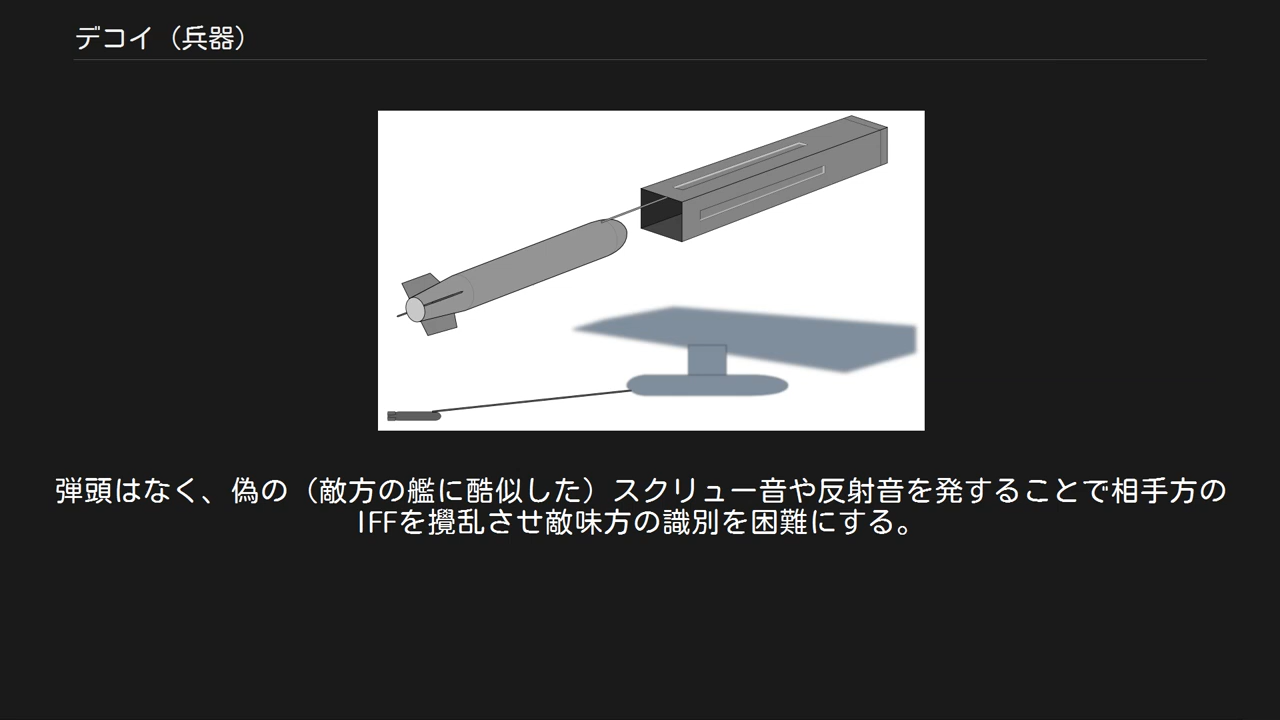 デコイ（兵器）
弾頭はなく、偽の（敵方の艦に酷似した）スクリュー音や反射音を発することで相手方の
IFFを攪乱させ敵味方の識別を困難にする。